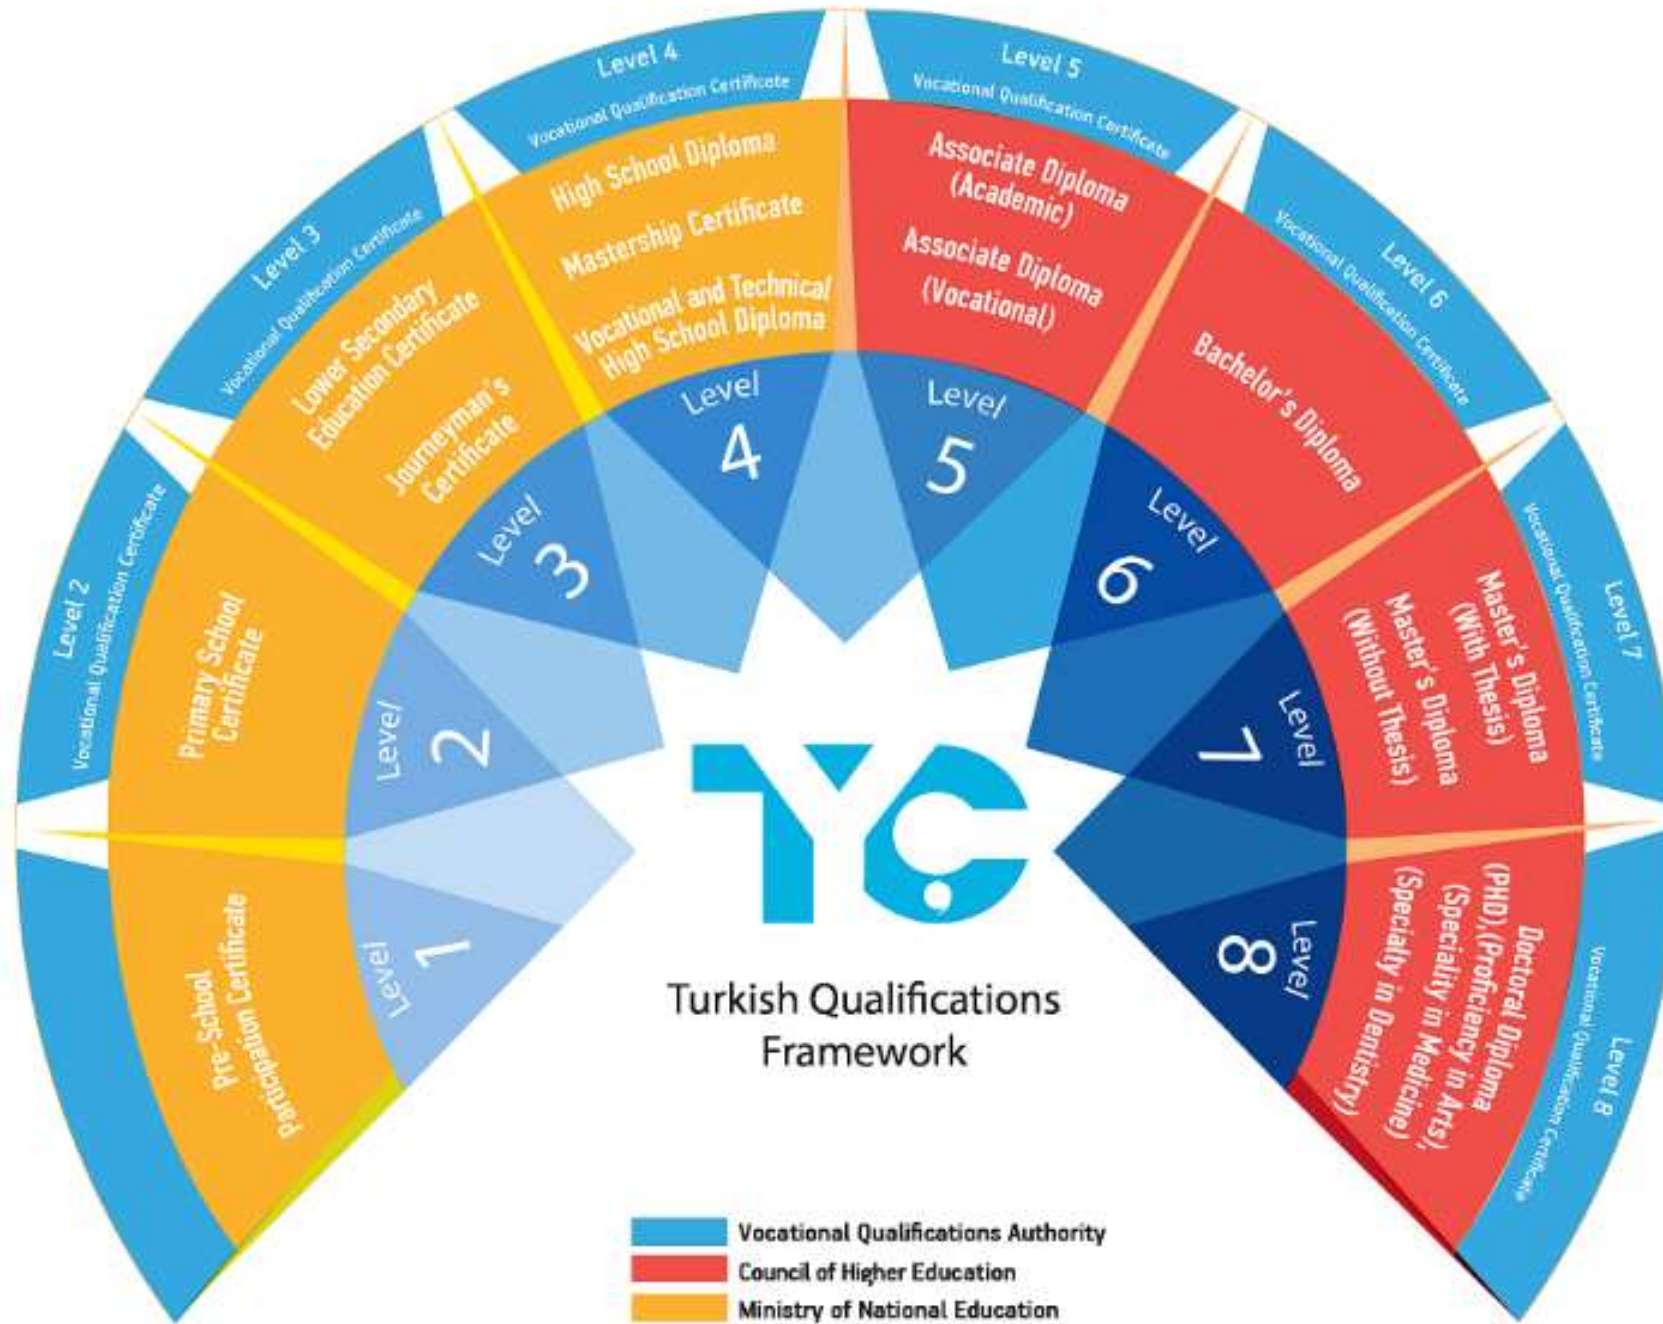 Level 2
Vocational Qualification Certificate
Level 3
Vocational Qualification Certificate
Level 4
Vocational Qualification Certificate
Level 5
Vocational Qualification Certificate
Level 6
Vocational Qualification Certificate
Level 7
Vocational Qualification Certificate
Level 8
Vocational Qualification Certificate
Pre-School
Participation Certificate
Primary School
Certificate
Lower Secondary
Education Certificate
Journeyman's
Certificate
High School Diploma
Mastership Certificate
Vocational and Technical
High School Diploma
Associate Diploma
(Academic)
Associate Diploma
(Vocational)
Bachelor's Diploma
Master's Diploma
(With Thesis)
Master's Diploma
(Without Thesis)
Doctoral Diploma
(PHD),(Proficiency in Arts),
(Speciality in Medicine)
(Specialty in Dentistry)
Level
1
Level
2
Level
3
Level
4
Level
5
Level
6
Level
7
Level
8
TYÇ
Turkish Qualifications
Framework
Vocational Qualifications Authority
Council of Higher Education
Ministry of National Education